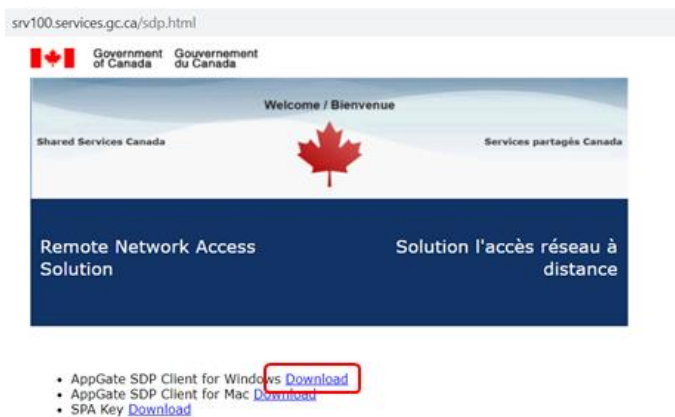 srv100.services.gc.ca/sdp.html
Government Gouvernement
of Canada du Canada
Welcome / Bienvenue
Shared Services Canada
Services partagés Canada
Remote Network Access
Solution
Solution l'accès réseau à
distance
• AppGate SDP Client for Windows Download
• AppGate SDP Client for Mac Download
• SPA Key Download